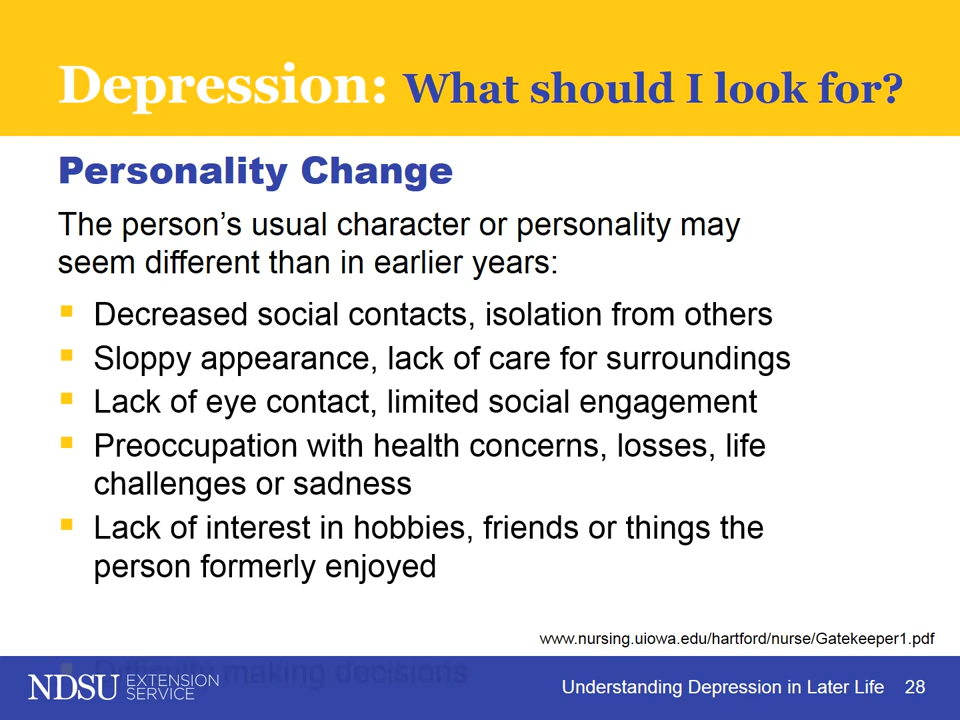 Depression: What should I look for?
Personality Change
The person's usual character or personality may
seem different than in earlier years:
▪ Decreased social contacts, isolation from others
▪ Sloppy appearance, lack of care for surroundings
▪ Lack of eye contact, limited social engagement
▪ Preoccupation with health concerns, losses, life
challenges or sadness
▪ Lack of interest in hobbies, friends or things the
person formerly enjoyed
www.nursing.uiowa.edu/hartford/nurse/Gatekeeper1.pdf
▪ Difficulty making decisions
NDSU EXTENSION
SERVICE
Understanding Depression in Later Life 28